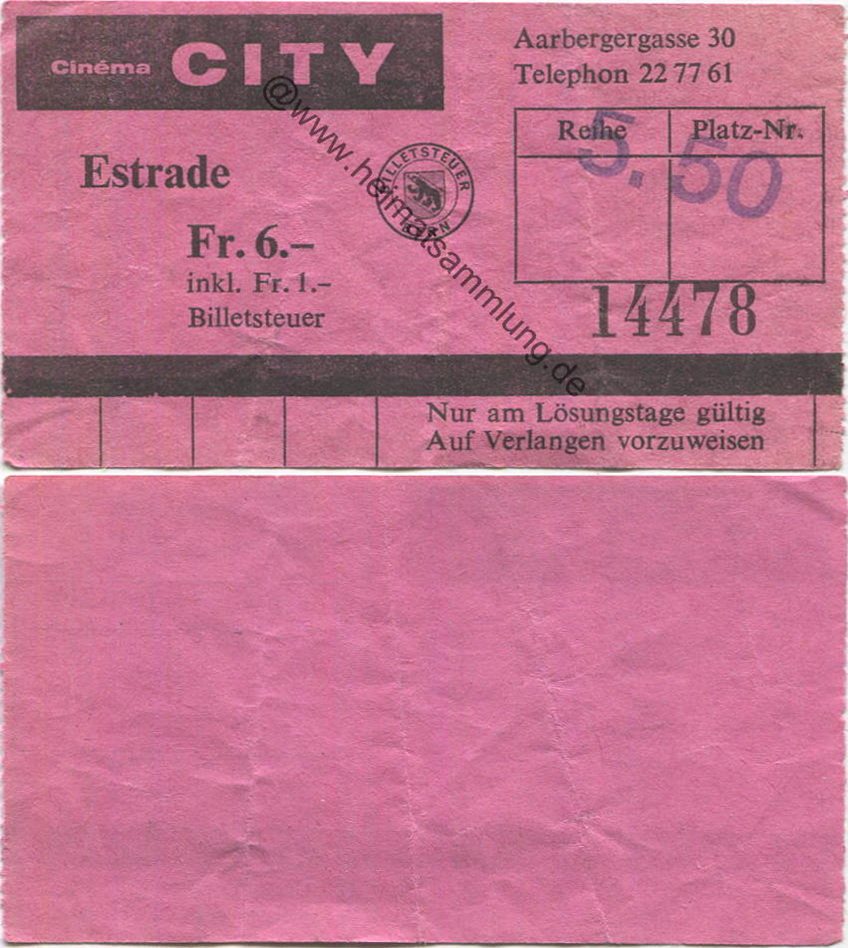 Cinéma CITY
Aarbergergasse 30
Telephon 22 77 61
Reihe Platz-Nr.
5.50
Estrade
BILLETSTEUER
BERN
Fr. 6.–
inkl. Fr. 1.–
Billetsteuer
14478
Nur am Lösungstage gültig
Auf Verlangen vorzuweisen
@www.heimatsammlung.de